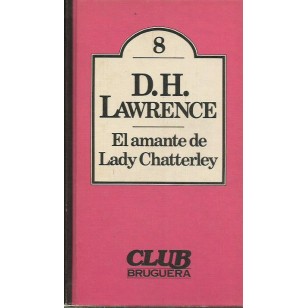 8
D.H.
LAWRENCE
El amante de
Lady Chatterley
CLUB
BRUGUERA